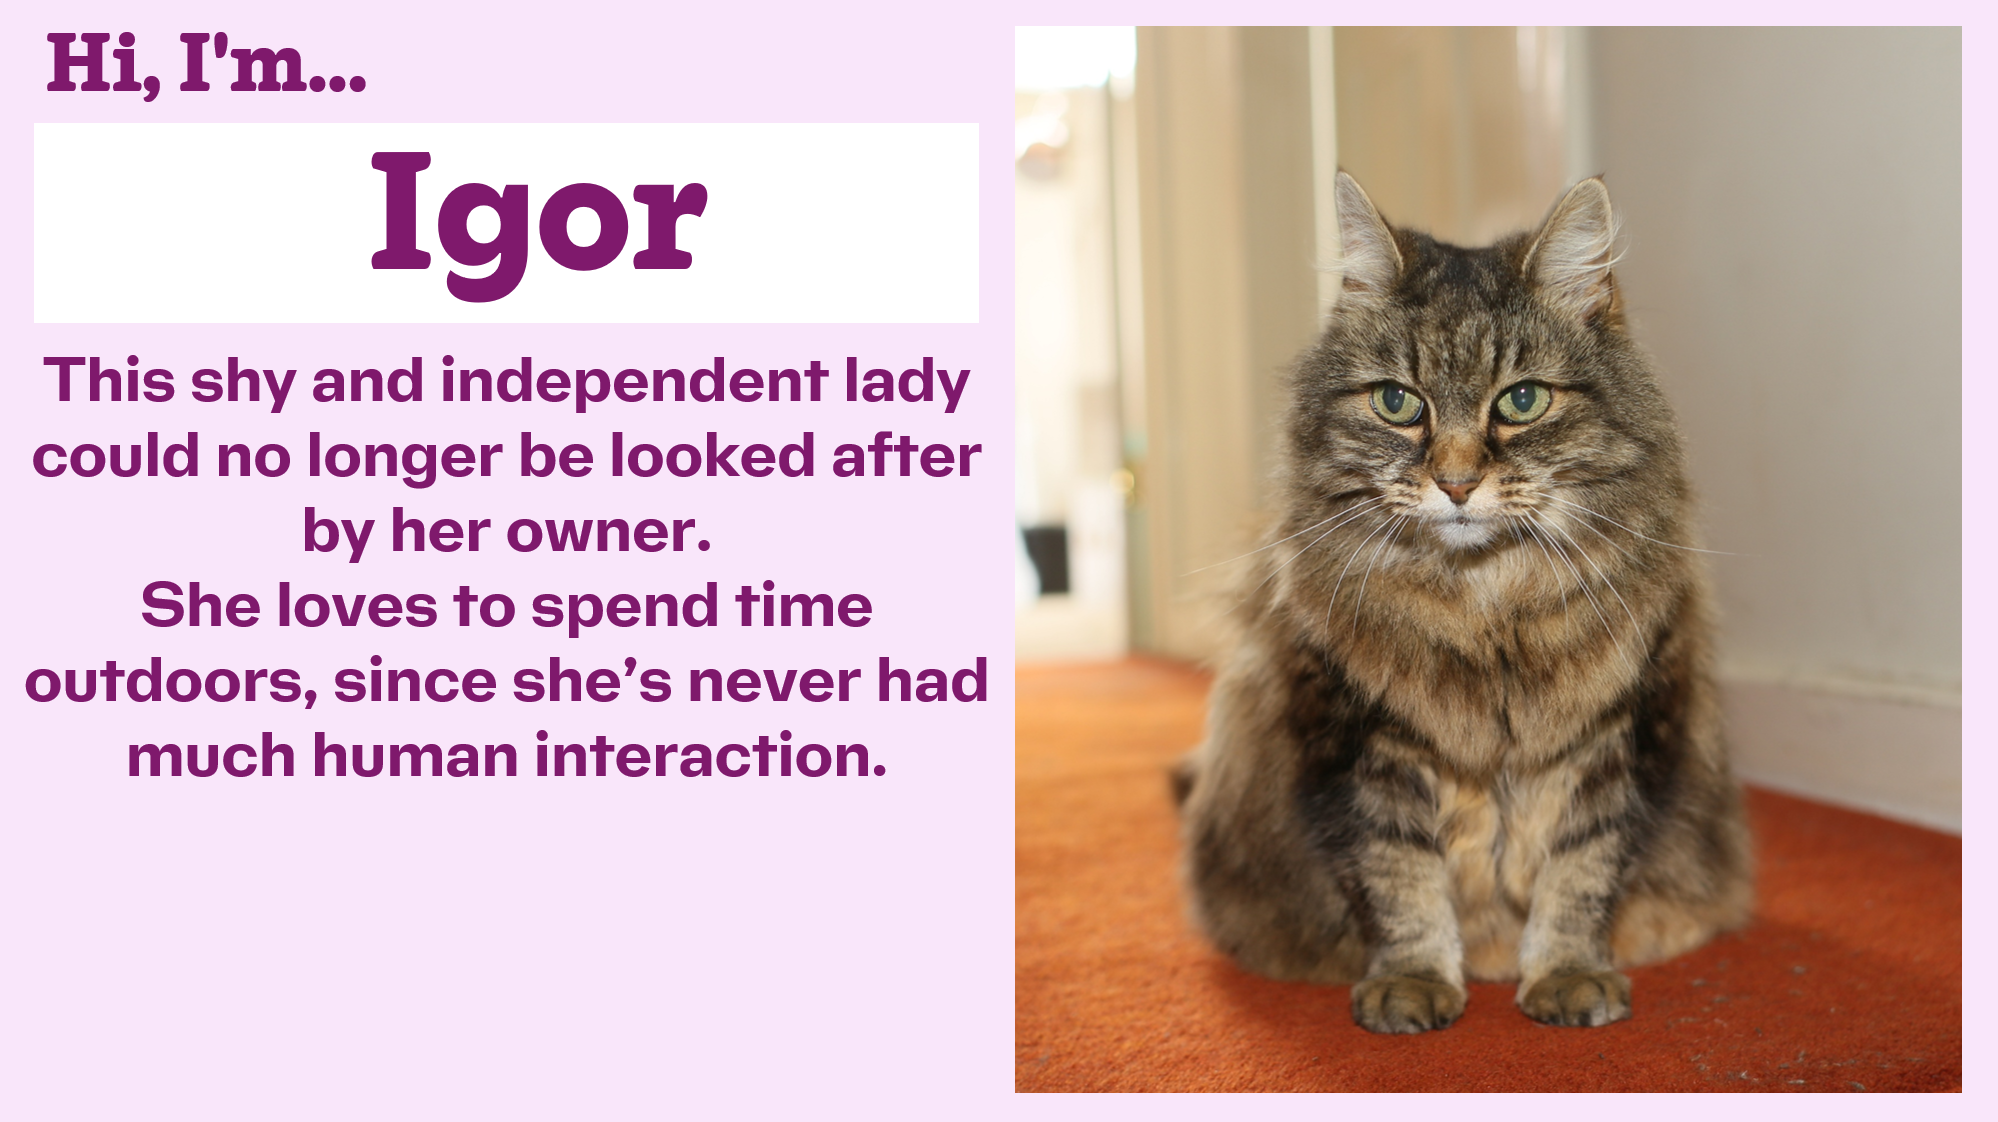 Hi, I'm...
Igor
This shy and independent lady
could no longer be looked after
by her owner.
She loves to spend time
outdoors, since she’s never had
much human interaction.